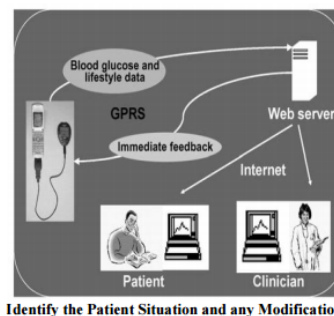 Blood glucose and
lifestyle data
GPRS
Web server
Immediate feedback
Internet
Patient
Clinician
Identify the Patient Situation and any Modificatio